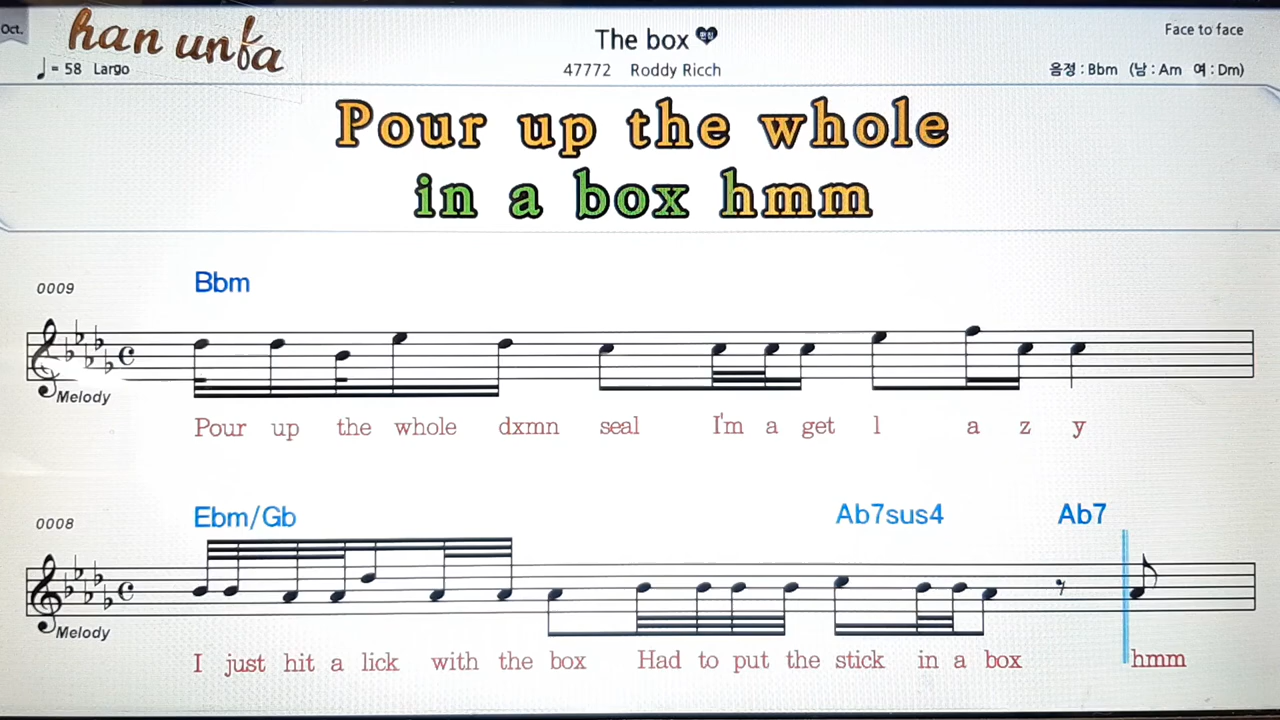 Oct.
han unfa
The box 편심
Face to face
♩ = 58 Largo
47772 Roddy Ricch
음정 : Bbm (남 : Am 여 : Dm)
Pour up the whole
in a box hmm
0009
Bbm
Melody
Pour up the whole dxmn seal I'm a get l a z y
0008
Ebm/Gb Ab7sus4 Ab7
Melody
I just hit a lick with the box Had to put the stick in a box hmm